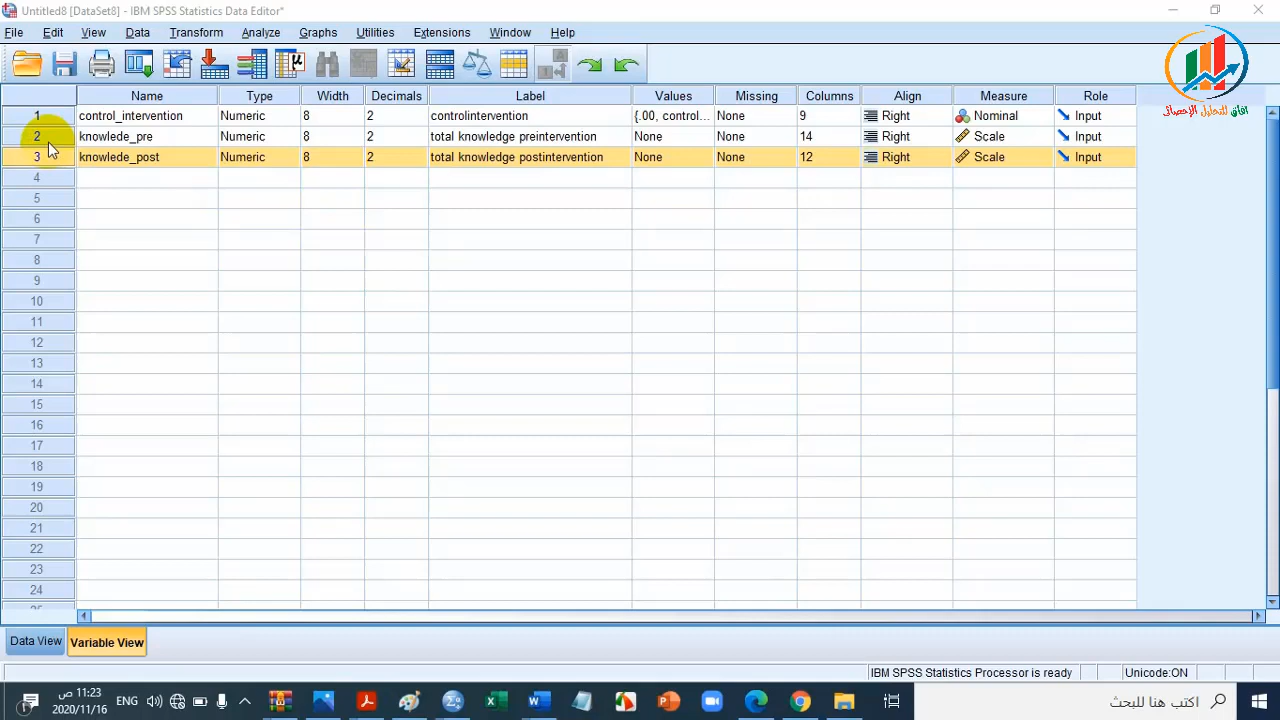 Untitled8 [DataSet8] - IBM SPSS Statistics Data Editor*
File Edit View Data Transform Analyze Graphs Utilities Extensions Window Help
آفاق للتحليل الإحصائى
Name Type Width Decimals Label Values Missing Columns Align Measure Role
1 control_intervention Numeric 8 2 controlintervention {.00, control... None 9 Right Nominal Input
2 knowlede_pre Numeric 8 2 total knowledge preintervention None None 14 Right Scale Input
3 knowlede_post Numeric 8 2 total knowledge postintervention None None 12 Right Scale Input
4
5
6
7
8
9
10
11
12
13
14
15
16
17
18
19
20
21
22
23
24
25
Data View Variable View
IBM SPSS Statistics Processor is ready Unicode:ON
11:23 ص
ENG
2020/11/16
اكتب هنا للبحث